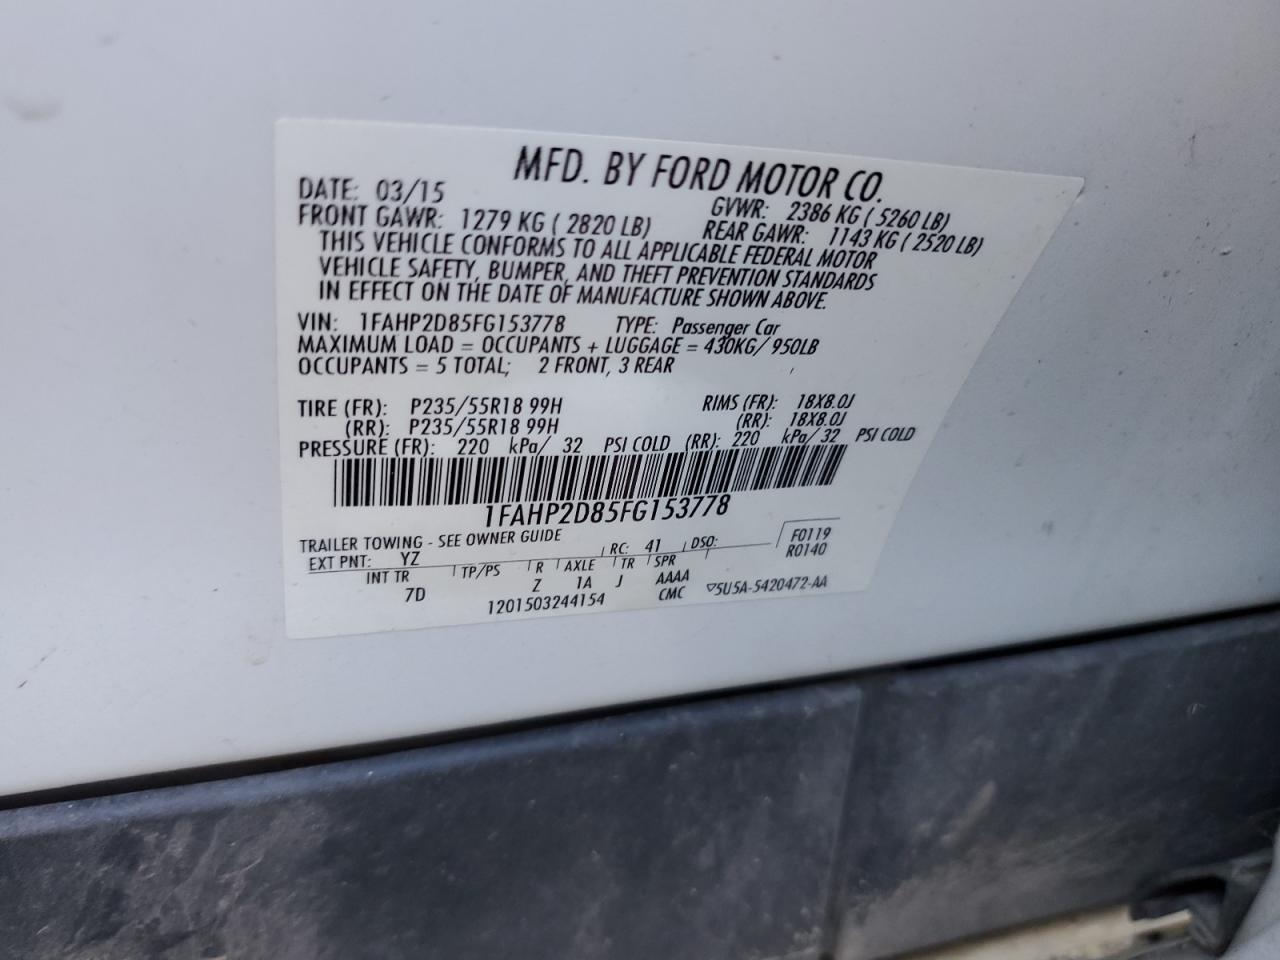 MFD. BY FORD MOTOR CO.
DATE: 03/15 GVWR: 2386 KG ( 5260 LB)
FRONT GAWR: 1279 KG ( 2820 LB) REAR GAWR: 1143 KG ( 2520 LB)
THIS VEHICLE CONFORMS TO ALL APPLICABLE FEDERAL MOTOR
VEHICLE SAFETY, BUMPER, AND THEFT PREVENTION STANDARDS
IN EFFECT ON THE DATE OF MANUFACTURE SHOWN ABOVE.
VIN: 1FAHP2D85FG153778 TYPE: Passenger Car
MAXIMUM LOAD = OCCUPANTS + LUGGAGE = 430KG/ 950LB
OCCUPANTS = 5 TOTAL; 2 FRONT, 3 REAR
TIRE (FR): P235/55R18 99H RIMS (FR): 18X8.0J
(RR): P235/55R18 99H (RR): 18X8.0J
PRESSURE (FR): 220 kPa/ 32 PSI COLD (RR): 220 kPa/ 32 PSI COLD
1FAHP2D85FG153778
TRAILER TOWING - SEE OWNER GUIDE F0119
EXT PNT: YZ RC: 41 DSO: R0140
INT TR TP/PS R AXLE TR SPR
7D Z 1A J AAAA
1201503244154 CMC ▽5U5A-5420472-AA